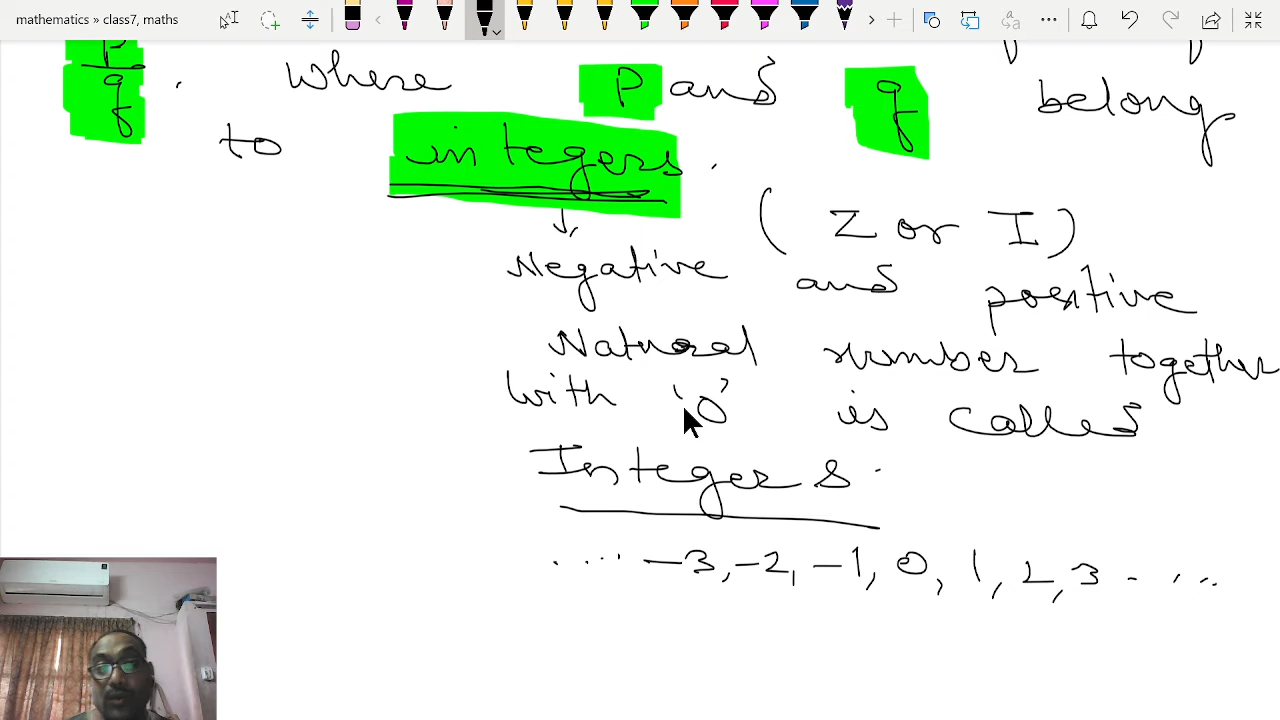 mathematics » class7, maths
p
q . where p and q belong
to integers.
( Z or I )
Negative and positive
Natural number together
with '0' is called
Integers.
.... -3, -2, -1, 0, 1, 2, 3 ....